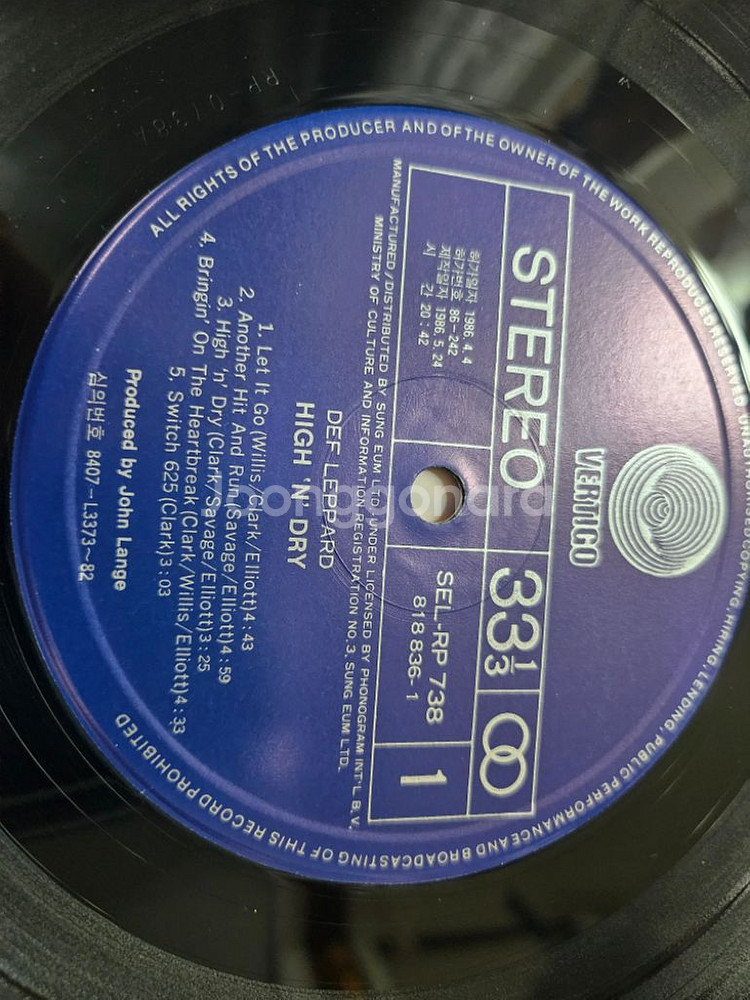 VERTIGO
STEREO
33 1/3
허가일자 1986. 4. 4
허가번호 86-242
제작일자 1986. 5. 24
시 간 20 : 42
SEL-RP 738
818 836-1
1
MANUFACTURED/DISTRIBUTED BY SUNG EUM LTD. UNDER LICENSED BY PHONOGRAM INT'L B.V.
MINISTRY OF CULTURE AND INFORMATION REGISTRATION NO.3, SUNG EUM LTD.
DEF LEPPARD
HIGH 'N' DRY
1. Let It Go (Willis/Clark/Elliott) 4 : 43
2. Another Hit And Run (Savage/Elliott) 4 : 59
3. High 'n' Dry (Clark/Savage/Elliott) 3 : 25
4. Bringin' On The Heartbreak (Clark/Willis/Elliott) 4 : 33
5. Switch 625 (Clark) 3 : 03
Produced by John Lange
심의번호 8407-L3373~82
ALL RIGHTS OF THE PRODUCER AND OF THE OWNER OF THE WORK REPRODUCED RESERVED. COPYING, HIRING, LENDING, PUBLIC PERFORMANCE AND BROADCASTING OF THIS RECORD PROHIBITED
joonggonara